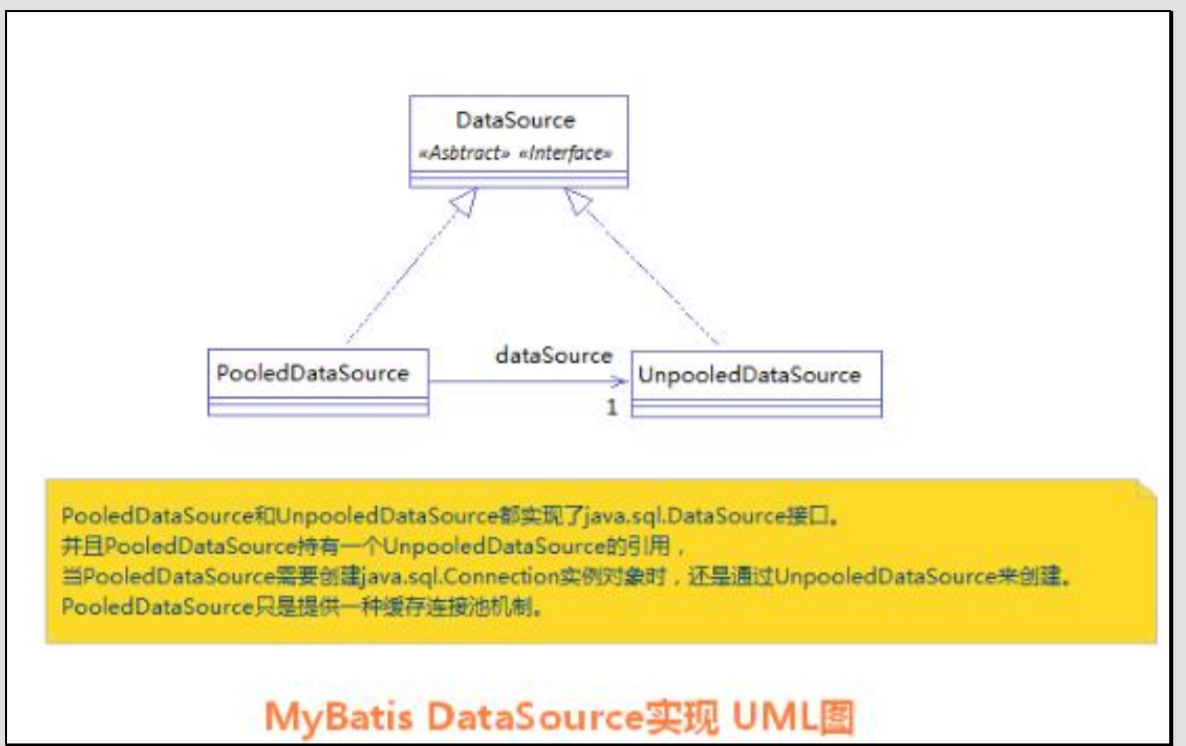 DataSource
«Asbtract» «Interface»
PooledDataSource
dataSource
1
UnpooledDataSource
PooledDataSource和UnpooledDataSource都实现了java.sql.DataSource接口。
并且PooledDataSource持有一个UnpooledDataSource的引用，
当PooledDataSource需要创建java.sql.Connection实例对象时，还是通过UnpooledDataSource来创建。
PooledDataSource只是提供一种缓存连接池机制。
MyBatis DataSource实现 UML图